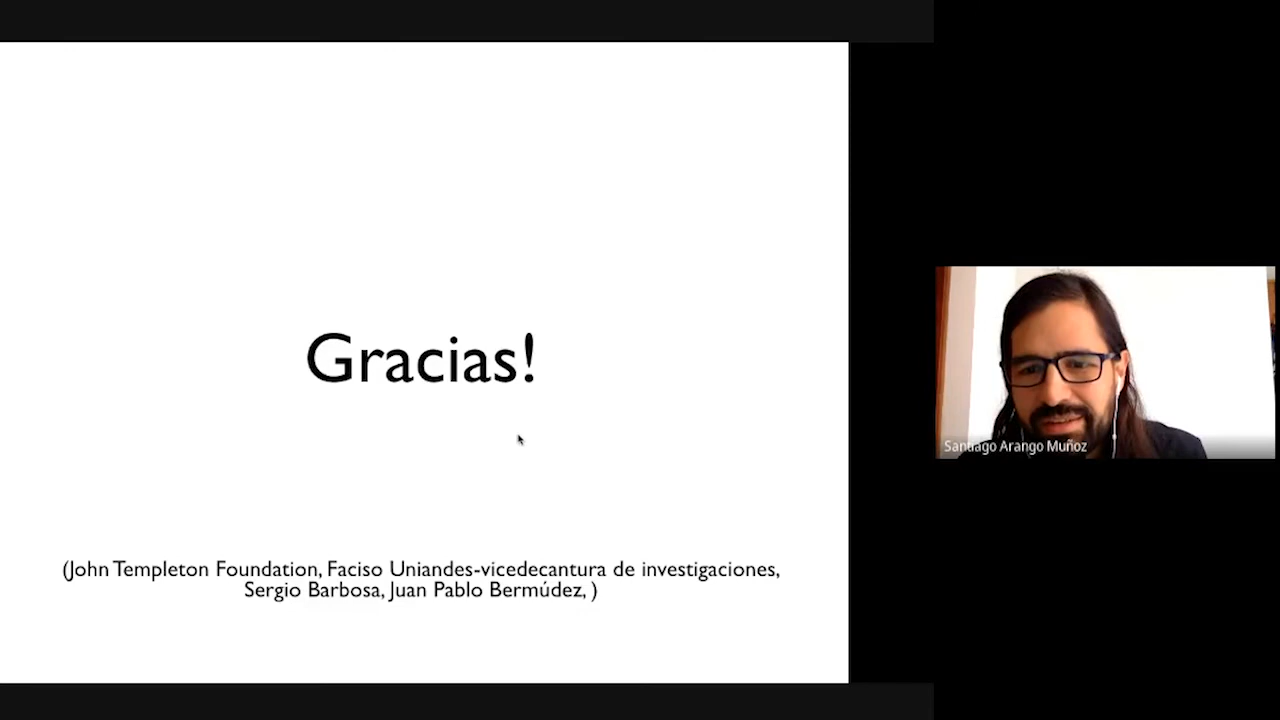 Gracias!
(John Templeton Foundation, Faciso Uniandes-vicedecantura de investigaciones,
Sergio Barbosa, Juan Pablo Bermúdez, )
Santiago Arango Muñoz